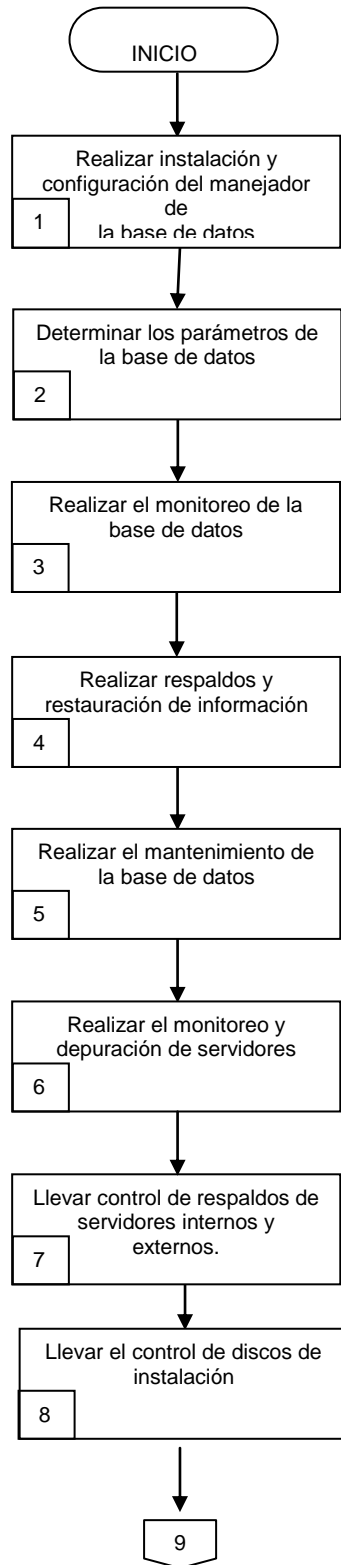 INICIO
Realizar instalación y
configuración del manejador
de
la base de datos
1
Determinar los parámetros de
la base de datos
2
Realizar el monitoreo de la
base de datos
3
Realizar respaldos y
restauración de información
4
Realizar el mantenimiento de
la base de datos
5
Realizar el monitoreo y
depuración de servidores
6
Llevar control de respaldos de
servidores internos y
externos.
7
Llevar el control de discos de
instalación
8
9